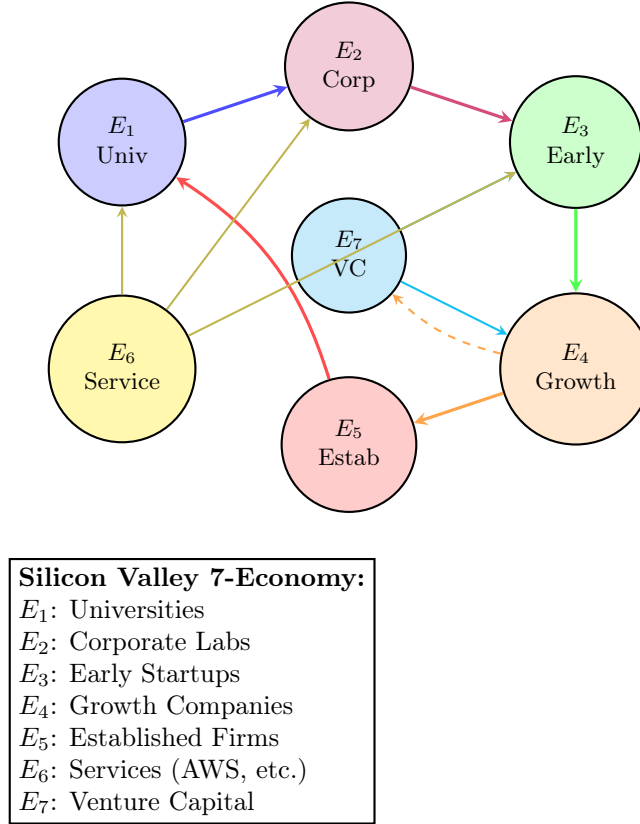 E₂
Corp
E₁
Univ
E₃
Early
E₇
VC
E₆
Service
E₄
Growth
E₅
Estab
Silicon Valley 7-Economy:
E₁: Universities
E₂: Corporate Labs
E₃: Early Startups
E₄: Growth Companies
E₅: Established Firms
E₆: Services (AWS, etc.)
E₇: Venture Capital